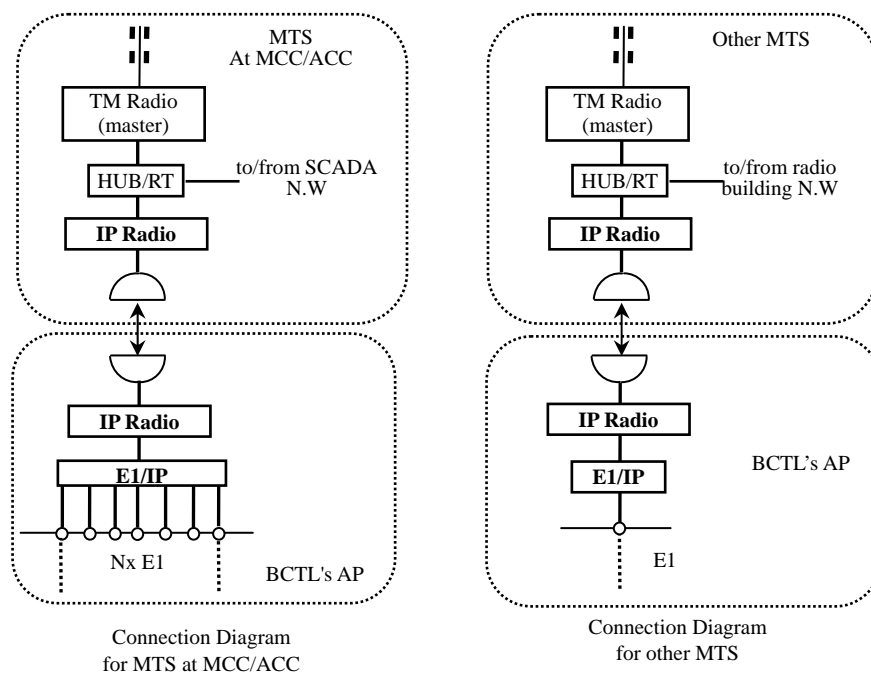 MTS
At MCC/ACC
TM Radio
(master)
HUB/RT
to/from SCADA
N.W
IP Radio
IP Radio
E1/IP
Nx E1
BCTL's AP
Connection Diagram
for MTS at MCC/ACC
Other MTS
TM Radio
(master)
HUB/RT
to/from radio
building N.W
IP Radio
IP Radio
E1/IP
BCTL's AP
E1
Connection Diagram
for other MTS